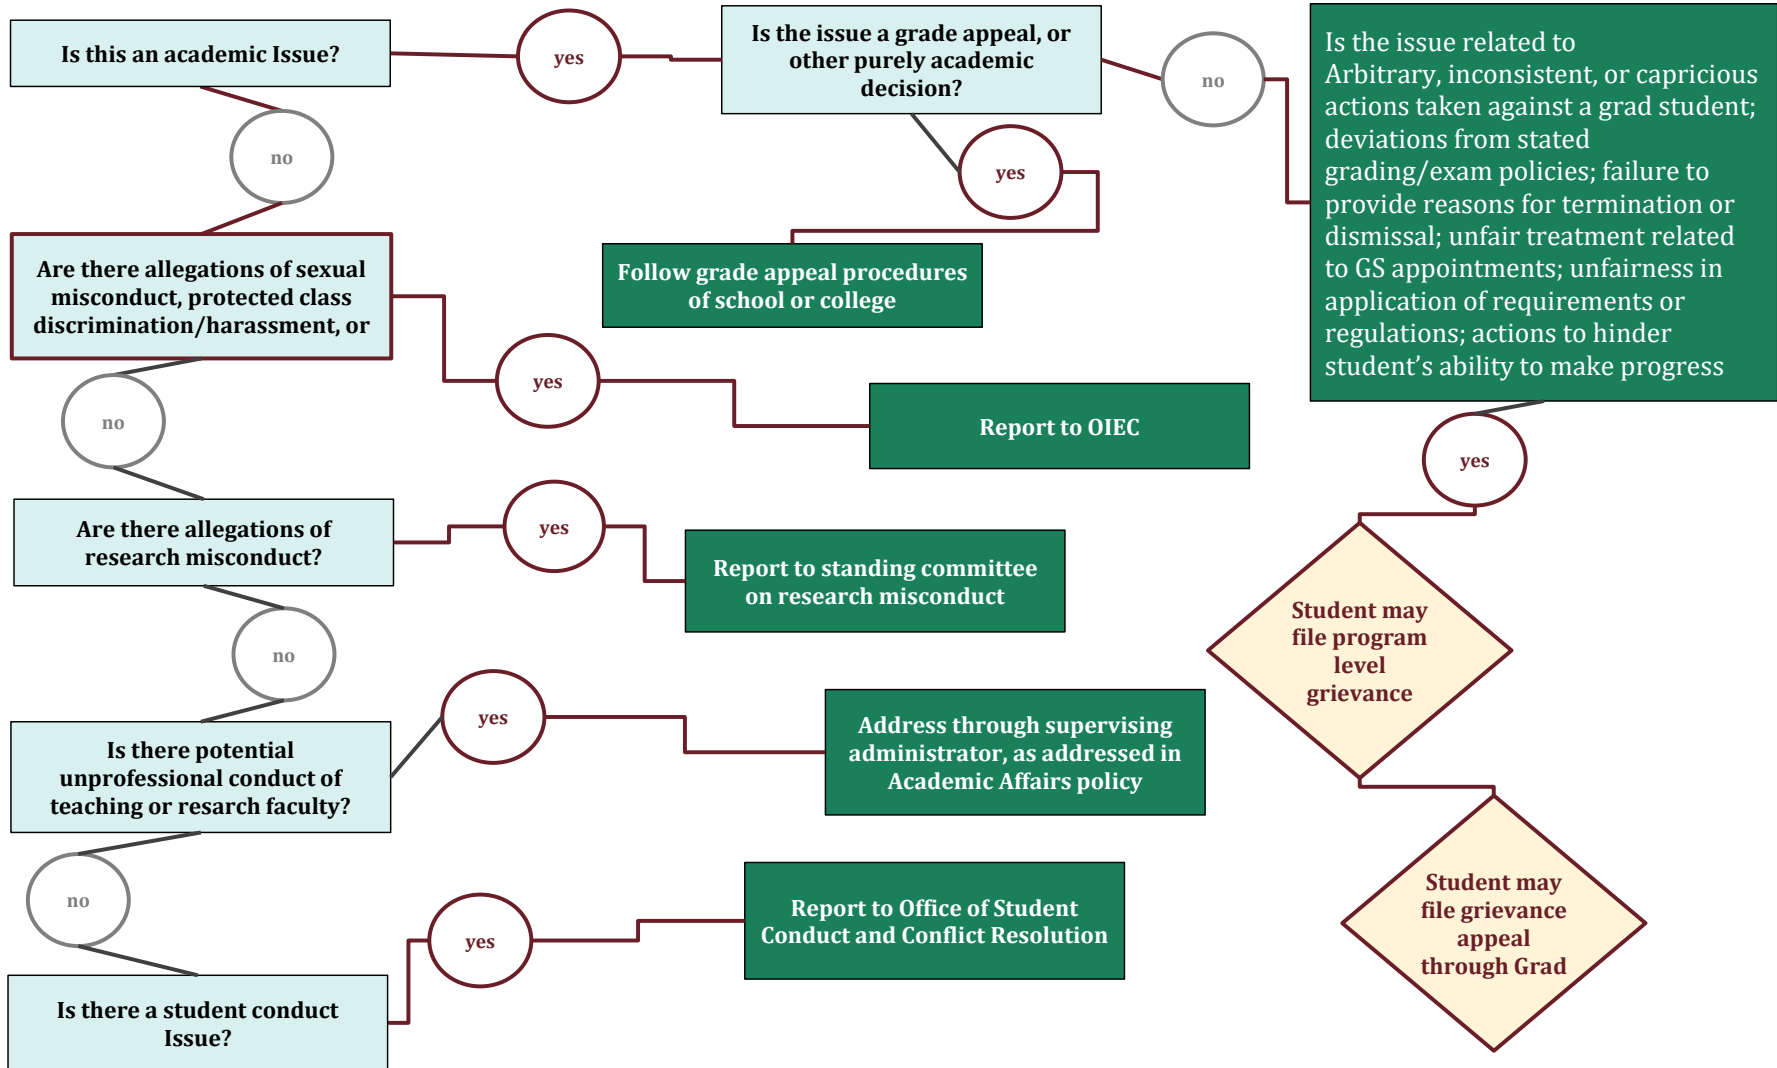 Is this an academic Issue?
yes
Is the issue a grade appeal, or
other purely academic
decision?
no
Is the issue related to
Arbitrary, inconsistent, or capricious
actions taken against a grad student;
deviations from stated
grading/exam policies; failure to
provide reasons for termination or
dismissal; unfair treatment related
to GS appointments; unfairness in
application of requirements or
regulations; actions to hinder
student's ability to make progress
no
yes
Follow grade appeal procedures
of school or college
Are there allegations of sexual
misconduct, protected class
discrimination/harassment, or
yes
Report to OIEC
yes
no
Are there allegations of
research misconduct?
yes
Report to standing committee
on research misconduct
Student may
file program
level
grievance
no
Is there potential
unprofessional conduct of
teaching or resarch faculty?
yes
Address through supervising
administrator, as addressed in
Academic Affairs policy
Student may
file grievance
appeal
through Grad
no
Is there a student conduct
Issue?
yes
Report to Office of Student
Conduct and Conflict Resolution